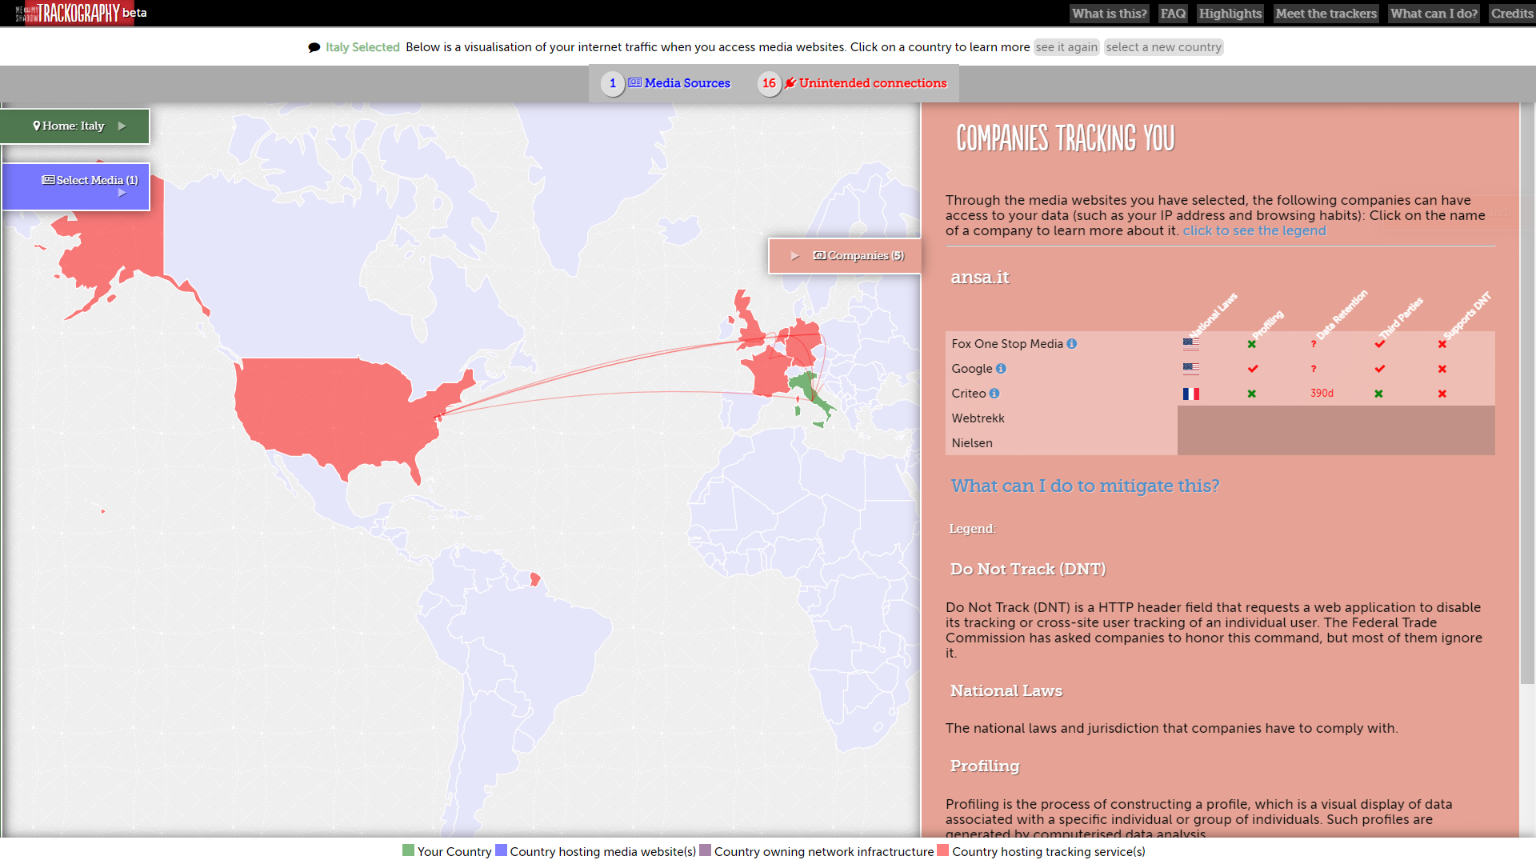 ME and MY SHADOW TRACKOGRAPHY beta
What is this? FAQ Highlights Meet the trackers What can I do? Credits
Italy Selected Below is a visualisation of your internet traffic when you access media websites. Click on a country to learn more see it again select a new country
1 Media Sources 16 Unintended connections
Home: Italy
Select Media (1)
Companies (5)
COMPANIES TRACKING YOU
Through the media websites you have selected, the following companies can have
access to your data (such as your IP address and browsing habits): Click on the name
of a company to learn more about it. click to see the legend
ansa.it
National Laws Profiling Data Retention Third Parties Supports DNT
Fox One Stop Media ?
Google ?
Criteo 390d
Webtrekk
Nielsen
What can I do to mitigate this?
Legend:
Do Not Track (DNT)
Do Not Track (DNT) is a HTTP header field that requests a web application to disable
its tracking or cross-site user tracking of an individual user. The Federal Trade
Commission has asked companies to honor this command, but most of them ignore
it.
National Laws
The national laws and jurisdiction that companies have to comply with.
Profiling
Profiling is the process of constructing a profile, which is a visual display of data
associated with a specific individual or group of individuals. Such profiles are
generated by computerised data analysis.
Your Country Country hosting media website(s) Country owning network infrastructure Country hosting tracking service(s)